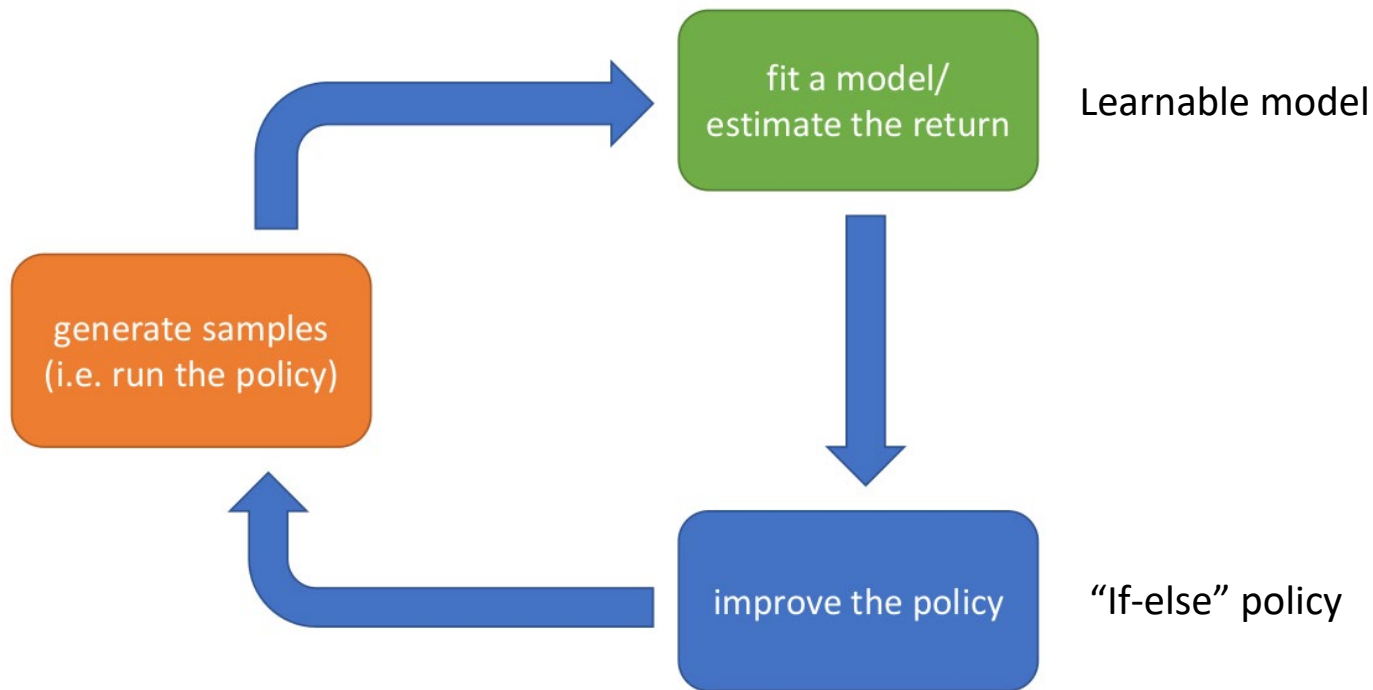 fit a model/
estimate the return
Learnable model
generate samples
(i.e. run the policy)
improve the policy
“If-else” policy